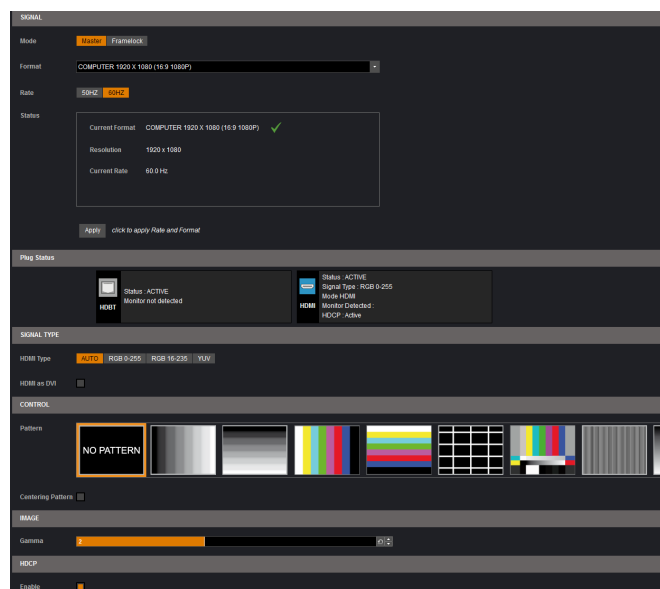 SIGNAL
Mode Master Framelock
Format COMPUTER 1920 X 1080 (16:9 1080P)
Rate 50HZ 60HZ
Status
Current Format COMPUTER 1920 X 1080 (16:9 1080P)
Resolution 1920 x 1080
Current Rate 60.0 Hz
Apply click to apply Rate and Format
Plug Status
HDBT
Status : ACTIVE
Monitor not detected
HDMI
Status : ACTIVE
Signal Type : RGB 0-255
Mode HDMI
Monitor Detected :
HDCP : Active
SIGNAL TYPE
HDMI Type AUTO RGB 0-255 RGB 16-235 YUV
HDMI as DVI
CONTROL
Pattern
NO PATTERN
Centering Pattern
IMAGE
Gamma 2
HDCP
Enable